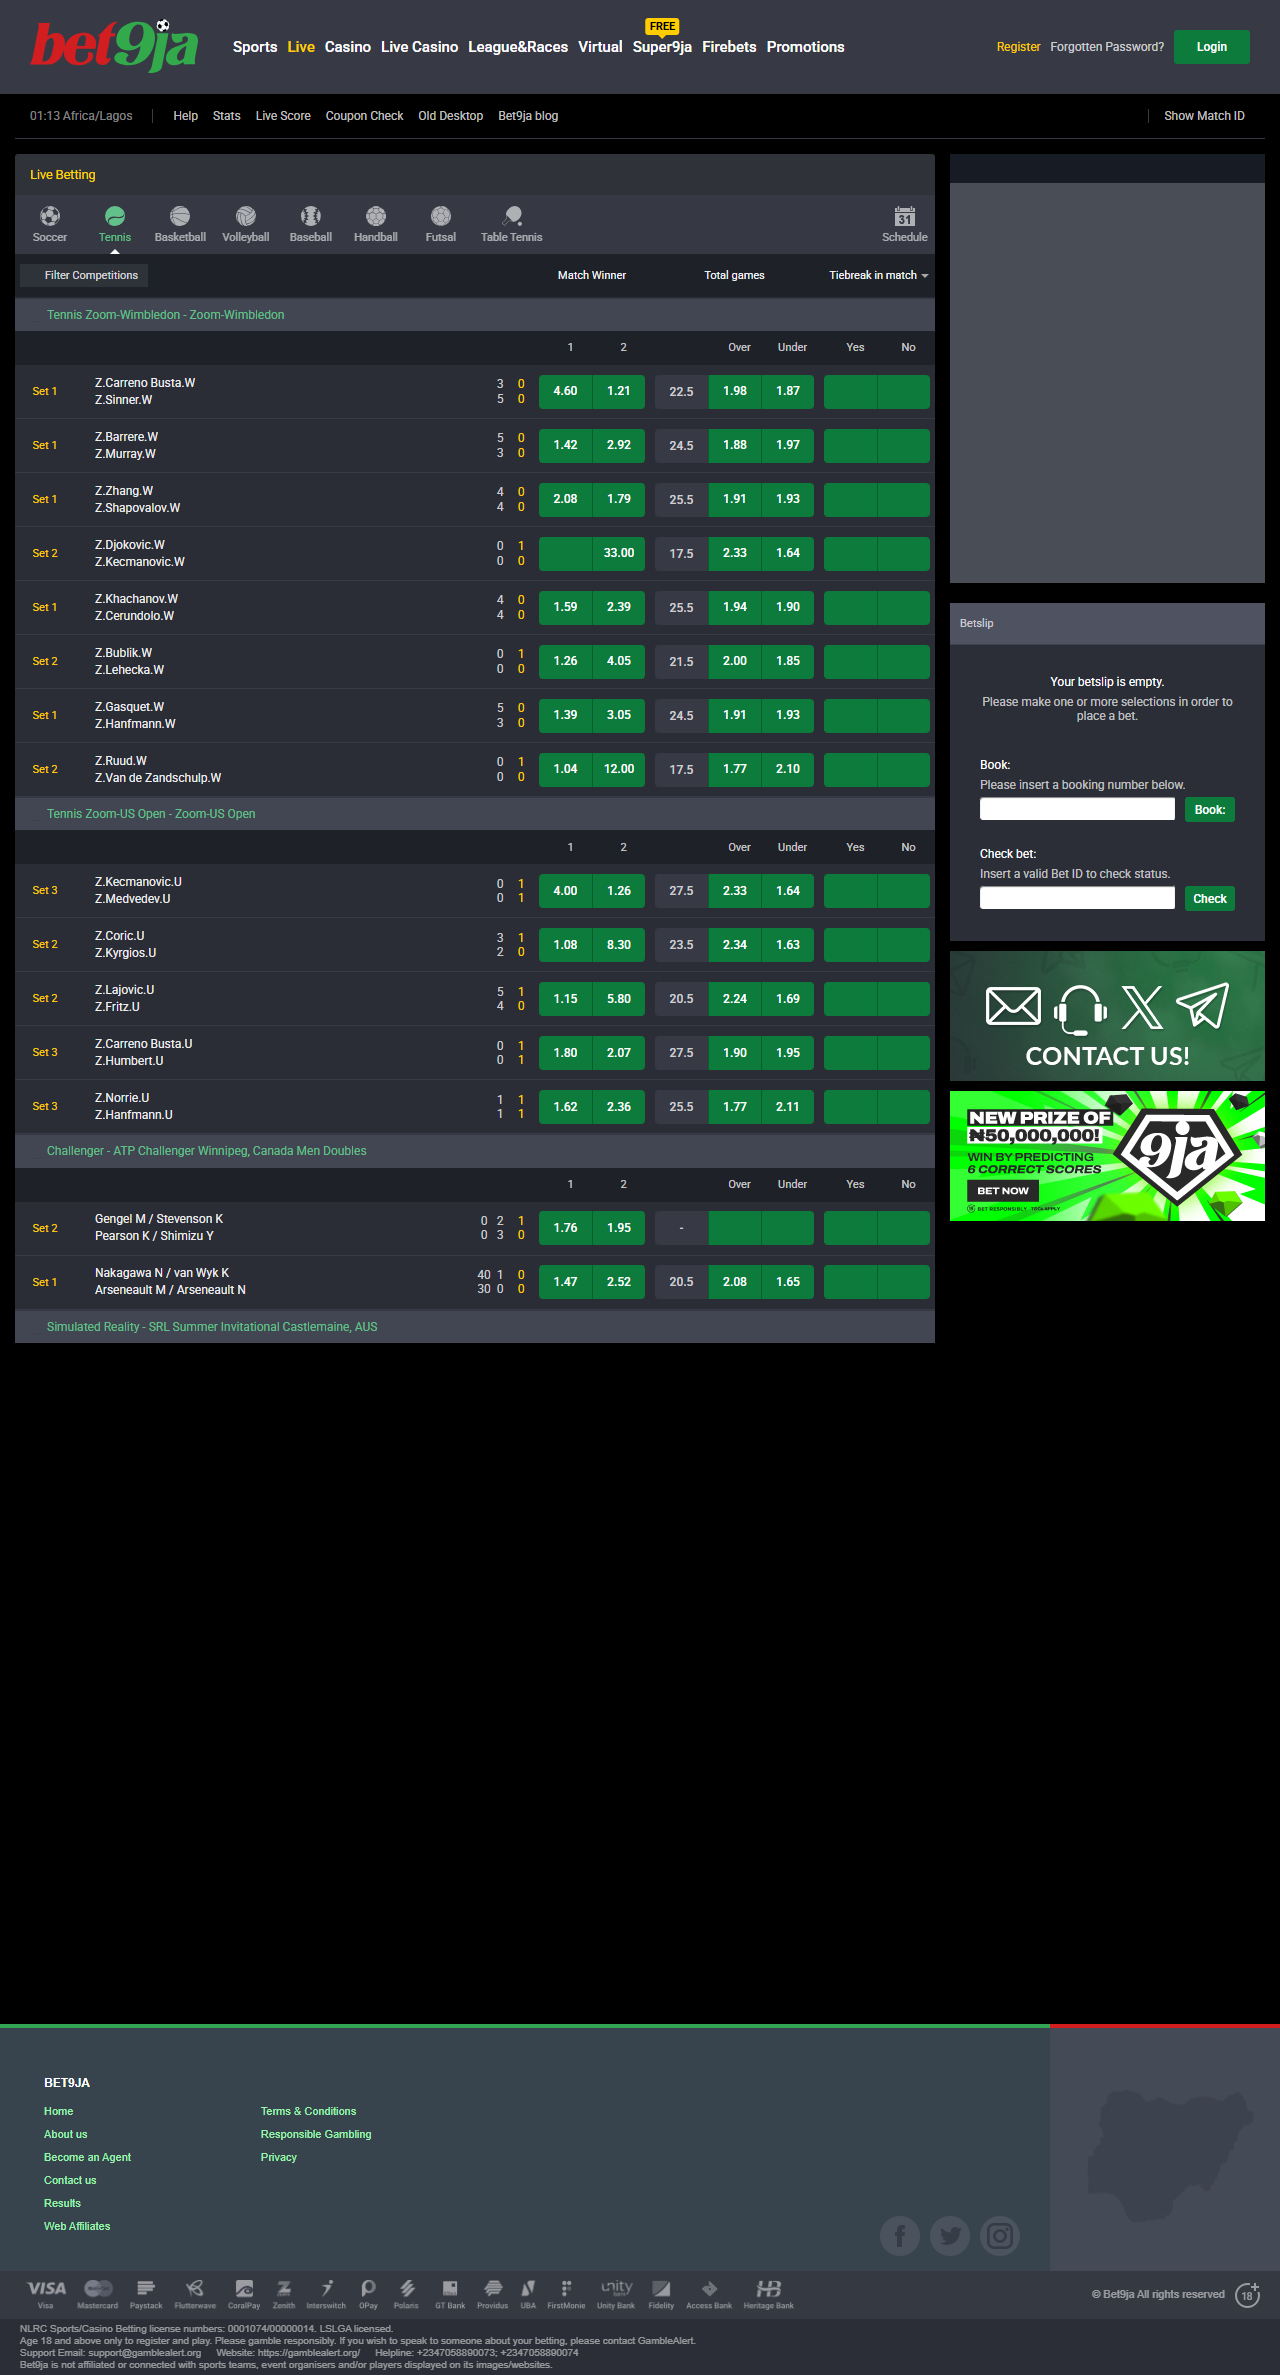 bet9ja
FREE
Sports Live Casino Live Casino League&Races Virtual Super9ja Firebets Promotions
Register Forgotten Password? Login
01:13 Africa/Lagos Help Stats Live Score Coupon Check Old Desktop Bet9ja blog Show Match ID
Live Betting
Soccer Tennis Basketball Volleyball Baseball Handball Futsal Table Tennis 31 Schedule
Filter Competitions Match Winner Total games Tiebreak in match
Tennis Zoom-Wimbledon - Zoom-Wimbledon
1 2 Over Under Yes No
Set 1 Z.Carreno Busta.W 3 0 4.60 1.21 22.5 1.98 1.87
Z.Sinner.W 5 0
Set 1 Z.Barrere.W 5 0 1.42 2.92 24.5 1.88 1.97
Z.Murray.W 3 0
Set 1 Z.Zhang.W 4 0 2.08 1.79 25.5 1.91 1.93
Z.Shapovalov.W 4 0
Set 2 Z.Djokovic.W 0 1 33.00 17.5 2.33 1.64
Z.Kecmanovic.W 0 0
Set 1 Z.Khachanov.W 4 0 1.59 2.39 25.5 1.94 1.90
Z.Cerundolo.W 4 0
Set 2 Z.Bublik.W 0 1 1.26 4.05 21.5 2.00 1.85
Z.Lehecka.W 0 0
Set 1 Z.Gasquet.W 5 0 1.39 3.05 24.5 1.91 1.93
Z.Hanfmann.W 3 0
Set 2 Z.Ruud.W 0 1 1.04 12.00 17.5 1.77 2.10
Z.Van de Zandschulp.W 0 0
Tennis Zoom-US Open - Zoom-US Open
1 2 Over Under Yes No
Set 3 Z.Kecmanovic.U 0 1 4.00 1.26 27.5 2.33 1.64
Z.Medvedev.U 0 1
Set 2 Z.Coric.U 3 1 1.08 8.30 23.5 2.34 1.63
Z.Kyrgios.U 2 0
Set 2 Z.Lajovic.U 5 1 1.15 5.80 20.5 2.24 1.69
Z.Fritz.U 4 0
Set 3 Z.Carreno Busta.U 0 1 1.80 2.07 27.5 1.90 1.95
Z.Humbert.U 0 1
Set 3 Z.Norrie.U 1 1 1.62 2.36 25.5 1.77 2.11
Z.Hanfmann.U 1 1
Challenger - ATP Challenger Winnipeg, Canada Men Doubles
1 2 Over Under Yes No
Set 2 Gengel M / Stevenson K 0 2 1 1.76 1.95 -
Pearson K / Shimizu Y 0 3 0
Set 1 Nakagawa N / van Wyk K 40 1 0 1.47 2.52 20.5 2.08 1.65
Arseneault M / Arseneault N 30 0 0
Simulated Reality - SRL Summer Invitational Castlemaine, AUS
Betslip
Your betslip is empty.
Please make one or more selections in order to
place a bet.
Book:
Please insert a booking number below.
Book:
Check bet:
Insert a valid Bet ID to check status.
Check
CONTACT US!
NEW PRIZE OF
₦50,000,000!
WIN BY PREDICTING
6 CORRECT SCORES
BET NOW
BET RESPONSIBLY T&Cs APPLY
9ja
BET9JA
Home Terms & Conditions
About us Responsible Gambling
Become an Agent Privacy
Contact us
Results
Web Affiliates
VISA unity HB
Visa Mastercard Paystack Flutterwave CoralPay Zenith Interswitch OPay Polaris GT Bank Providus UBA FirstMonie Unity Bank Fidelity Access Bank Heritage Bank
© Bet9ja All rights reserved 18+
NLRC Sports/Casino Betting license numbers: 0001074/00000014. LSLGA licensed.
Age 18 and above only to register and play. Please gamble responsibly. If you wish to speak to someone about your betting, please contact GambleAlert.
Support Email: support@gamblealert.org Website: https://gamblealert.org/ Helpline: +2347058890073; +2347058890074
Bet9ja is not affiliated or connected with sports teams, event organisers and/or players displayed on its images/websites.